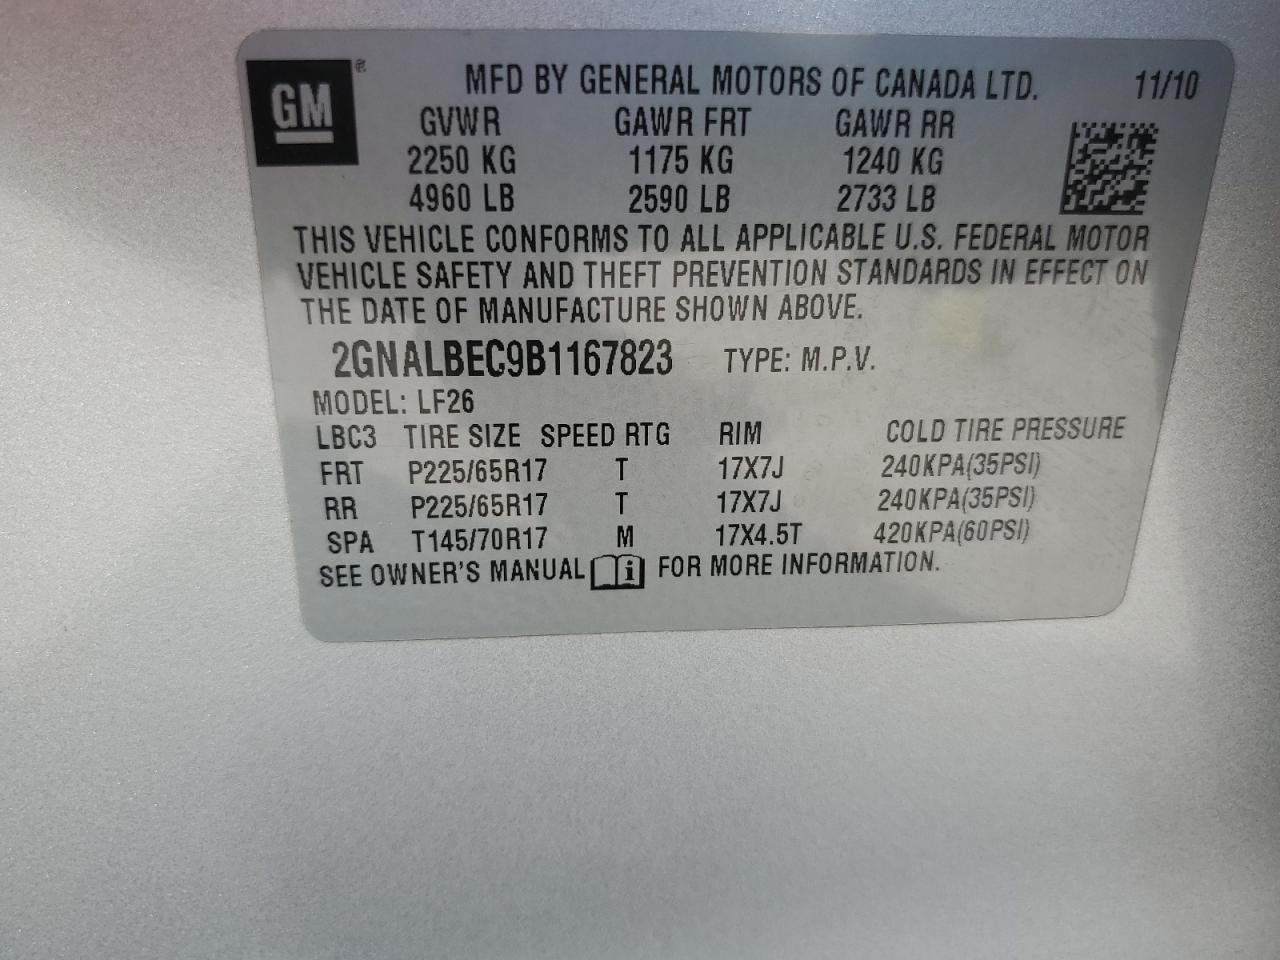 GM ® MFD BY GENERAL MOTORS OF CANADA LTD. 11/10
GVWR GAWR FRT GAWR RR
2250 KG 1175 KG 1240 KG
4960 LB 2590 LB 2733 LB
THIS VEHICLE CONFORMS TO ALL APPLICABLE U.S. FEDERAL MOTOR
VEHICLE SAFETY AND THEFT PREVENTION STANDARDS IN EFFECT ON
THE DATE OF MANUFACTURE SHOWN ABOVE.
2GNALBEC9B1167823 TYPE: M.P.V.
MODEL: LF26
LBC3 TIRE SIZE SPEED RTG RIM COLD TIRE PRESSURE
FRT P225/65R17 T 17X7J 240KPA(35PSI)
RR P225/65R17 T 17X7J 240KPA(35PSI)
SPA T145/70R17 M 17X4.5T 420KPA(60PSI)
SEE OWNER'S MANUAL i FOR MORE INFORMATION.